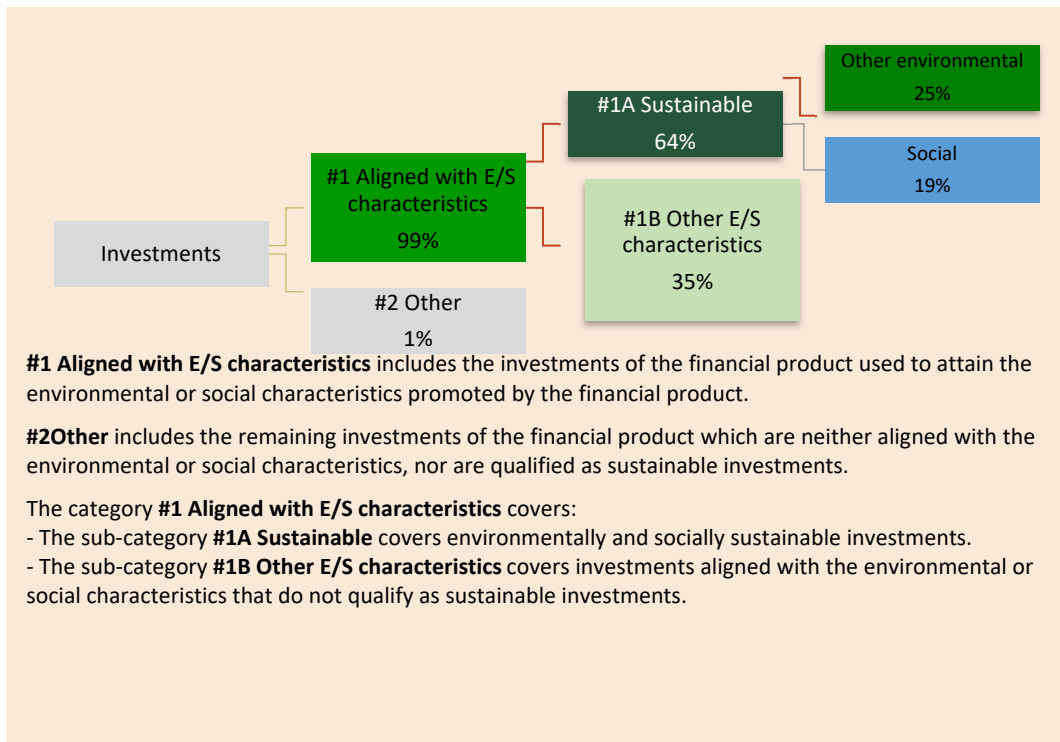 Other environmental
25%
#1A Sustainable
64%
Social
19%
#1 Aligned with E/S
characteristics
99%
#1B Other E/S
characteristics
35%
Investments
#2 Other
1%
#1 Aligned with E/S characteristics includes the investments of the financial product used to attain the
environmental or social characteristics promoted by the financial product.
#2Other includes the remaining investments of the financial product which are neither aligned with the
environmental or social characteristics, nor are qualified as sustainable investments.
The category #1 Aligned with E/S characteristics covers:
- The sub-category #1A Sustainable covers environmentally and socially sustainable investments.
- The sub-category #1B Other E/S characteristics covers investments aligned with the environmental or
social characteristics that do not qualify as sustainable investments.